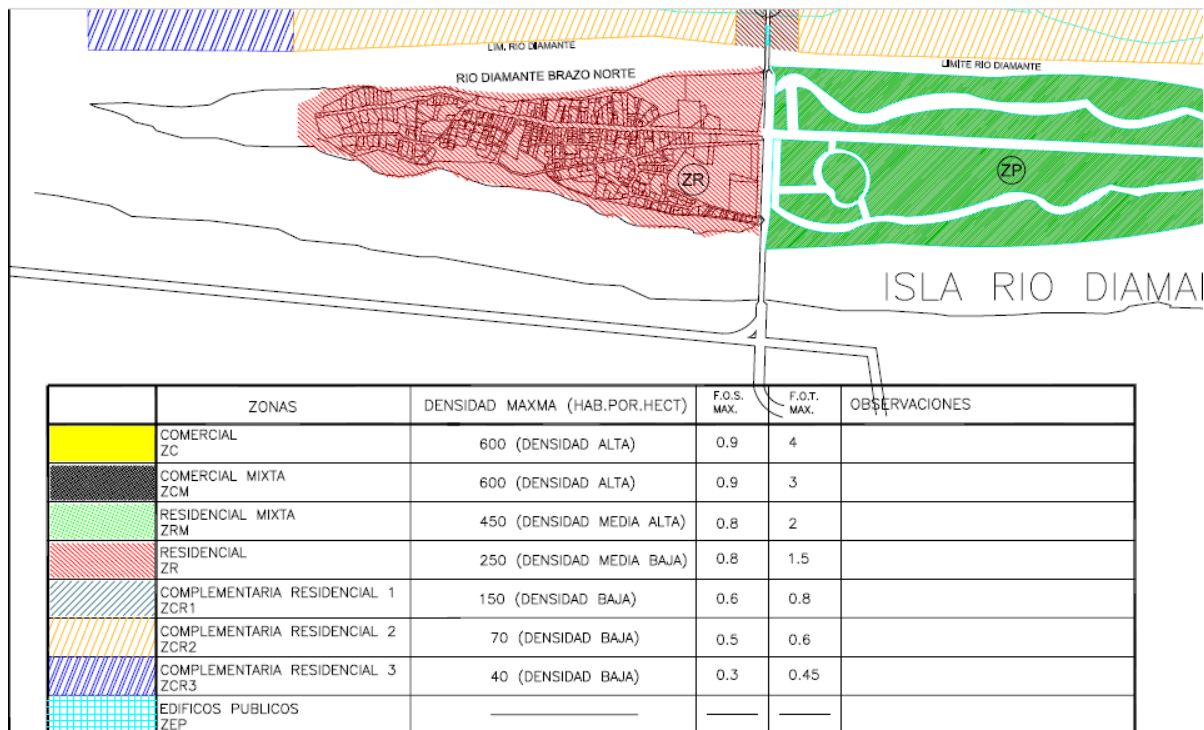 LIM. RIO DIAMANTE
LIMITE RIO DIAMANTE
RIO DIAMANTE BRAZO NORTE
ZR
ZP
ISLA RIO DIAMA
ZONAS DENSIDAD MAXMA (HAB.POR.HECT) F.O.S. MAX. F.O.T. MAX. OBSERVACIONES
COMERCIAL
ZC 600 (DENSIDAD ALTA) 0.9 4
COMERCIAL MIXTA
ZCM 600 (DENSIDAD ALTA) 0.9 3
RESIDENCIAL MIXTA
ZRM 450 (DENSIDAD MEDIA ALTA) 0.8 2
RESIDENCIAL
ZR 250 (DENSIDAD MEDIA BAJA) 0.8 1.5
COMPLEMENTARIA RESIDENCIAL 1
ZCR1 150 (DENSIDAD BAJA) 0.6 0.8
COMPLEMENTARIA RESIDENCIAL 2
ZCR2 70 (DENSIDAD BAJA) 0.5 0.6
COMPLEMENTARIA RESIDENCIAL 3
ZCR3 40 (DENSIDAD BAJA) 0.3 0.45
EDIFICOS PUBLICOS
ZEP